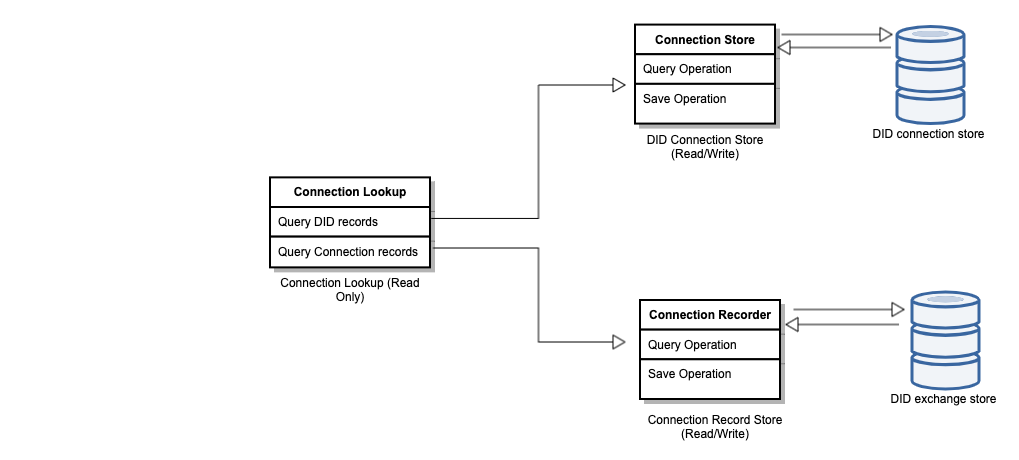 Connection Store
Query Operation
Save Operation
DID Connection Store
(Read/Write)
DID connection store
Connection Lookup
Query DID records
Query Connection records
Connection Lookup (Read
Only)
Connection Recorder
Query Operation
Save Operation
Connection Record Store
(Read/Write)
DID exchange store